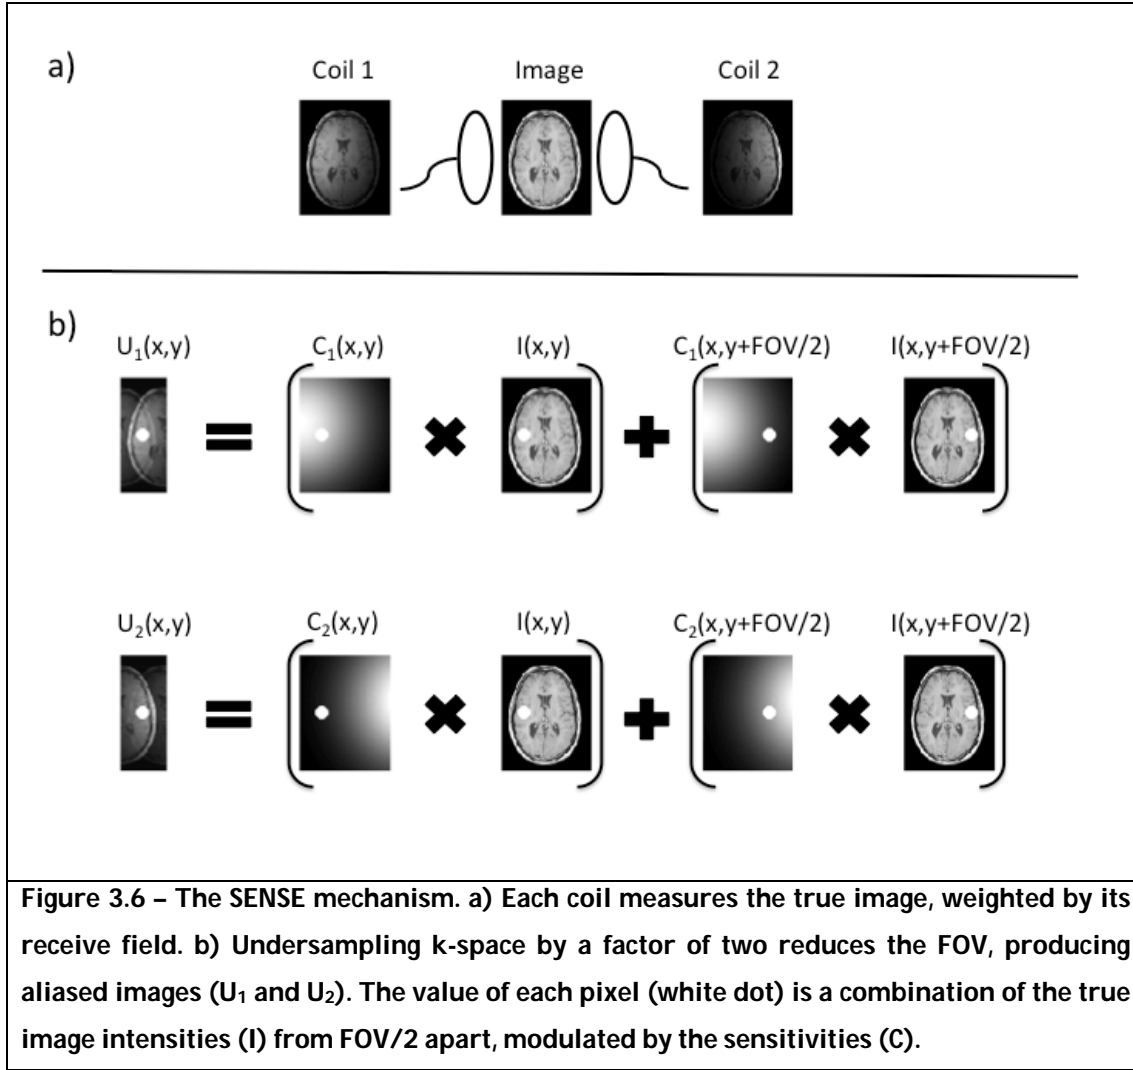 a)
Coil 1 Image Coil 2
b)
U₁(x,y) C₁(x,y) I(x,y) C₁(x,y+FOV/2) I(x,y+FOV/2)
U₂(x,y) C₂(x,y) I(x,y) C₂(x,y+FOV/2) I(x,y+FOV/2)
Figure 3.6 – The SENSE mechanism. a) Each coil measures the true image, weighted by its
receive field. b) Undersampling k-space by a factor of two reduces the FOV, producing
aliased images (U₁ and U₂). The value of each pixel (white dot) is a combination of the true
image intensities (I) from FOV/2 apart, modulated by the sensitivities (C).